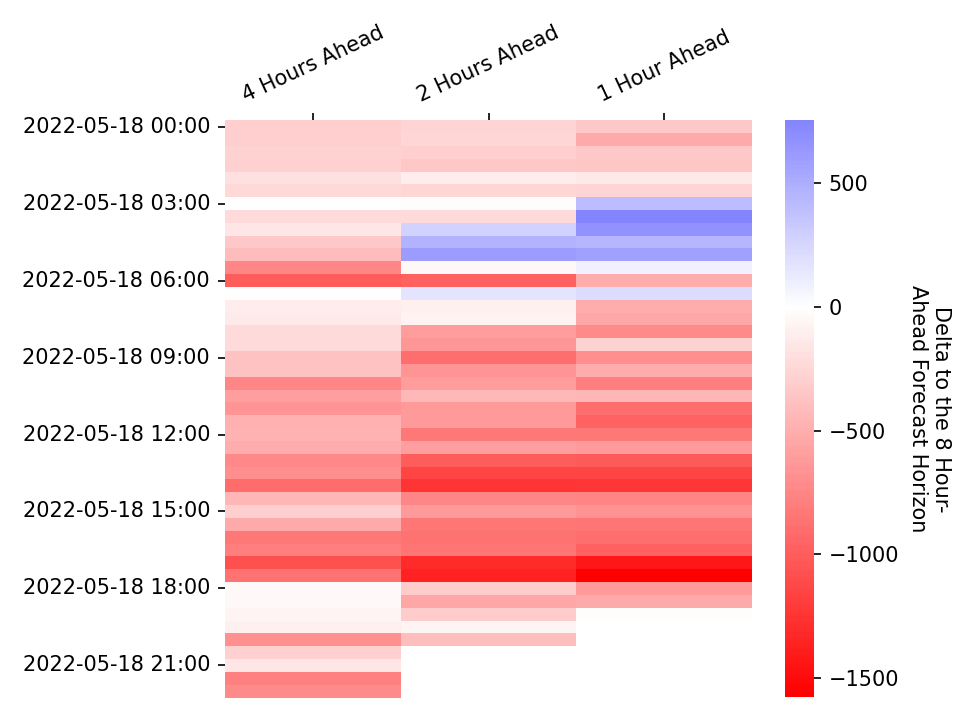 4 Hours Ahead
2 Hours Ahead
1 Hour Ahead
2022-05-18 00:00
2022-05-18 03:00
2022-05-18 06:00
2022-05-18 09:00
2022-05-18 12:00
2022-05-18 15:00
2022-05-18 18:00
2022-05-18 21:00
500
0
−500
−1000
−1500
Delta to the 8 Hour-
Ahead Forecast Horizon